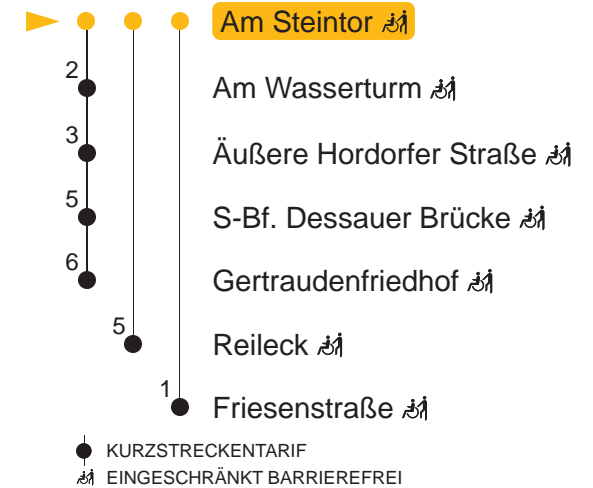 Am Steintor
2 Am Wasserturm
3 Äußere Hordorfer Straße
5 S-Bf. Dessauer Brücke
6 Gertraudenfriedhof
5 Reileck
1 Friesenstraße
KURZSTRECKENTARIF
EINGESCHRÄNKT BARRIEREFREI